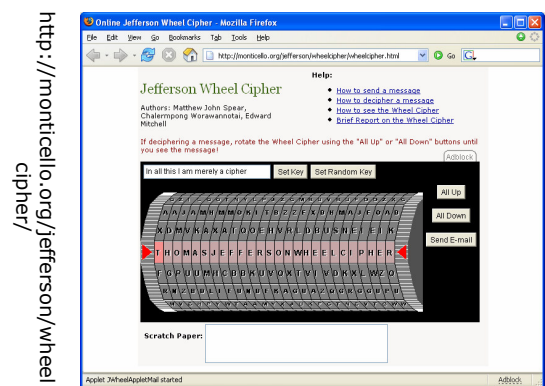 http://monticello.org/jefferson/wheel
cipher/
Online Jefferson Wheel Cipher - Mozilla Firefox
File Edit View Go Bookmarks Tab Tools Help
http://monticello.org/jefferson/wheelcipher/wheelcipher.html
Go
Jefferson Wheel Cipher
Authors: Matthew John Spear,
Chalermpong Worawannotai, Edward
Mitchell
Help:
How to send a message
How to decipher a message
How to see the Wheel Cipher
Brief Report on the Wheel Cipher
If deciphering a message, rotate the Wheel Cipher using the "All Up" or "All Down" buttons until
you see the message!
Adblock
In all this I am merely a cipher Set Key Set Random Key
All Up
All Down
Send E-mail
THOMASJEFFERSONWHEELCIPHER
Scratch Paper:
Applet JWheelAppletMail started Adblock